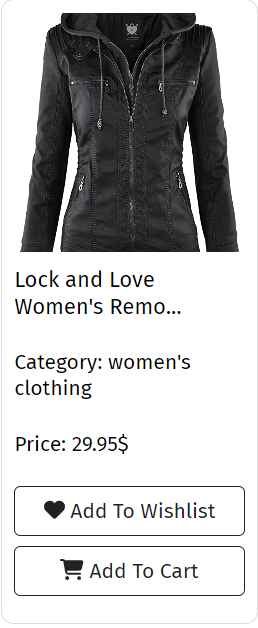 Lock and Love
Women's Remo...
Category: women's
clothing
Price: 29.95$
Add To Wishlist
Add To Cart